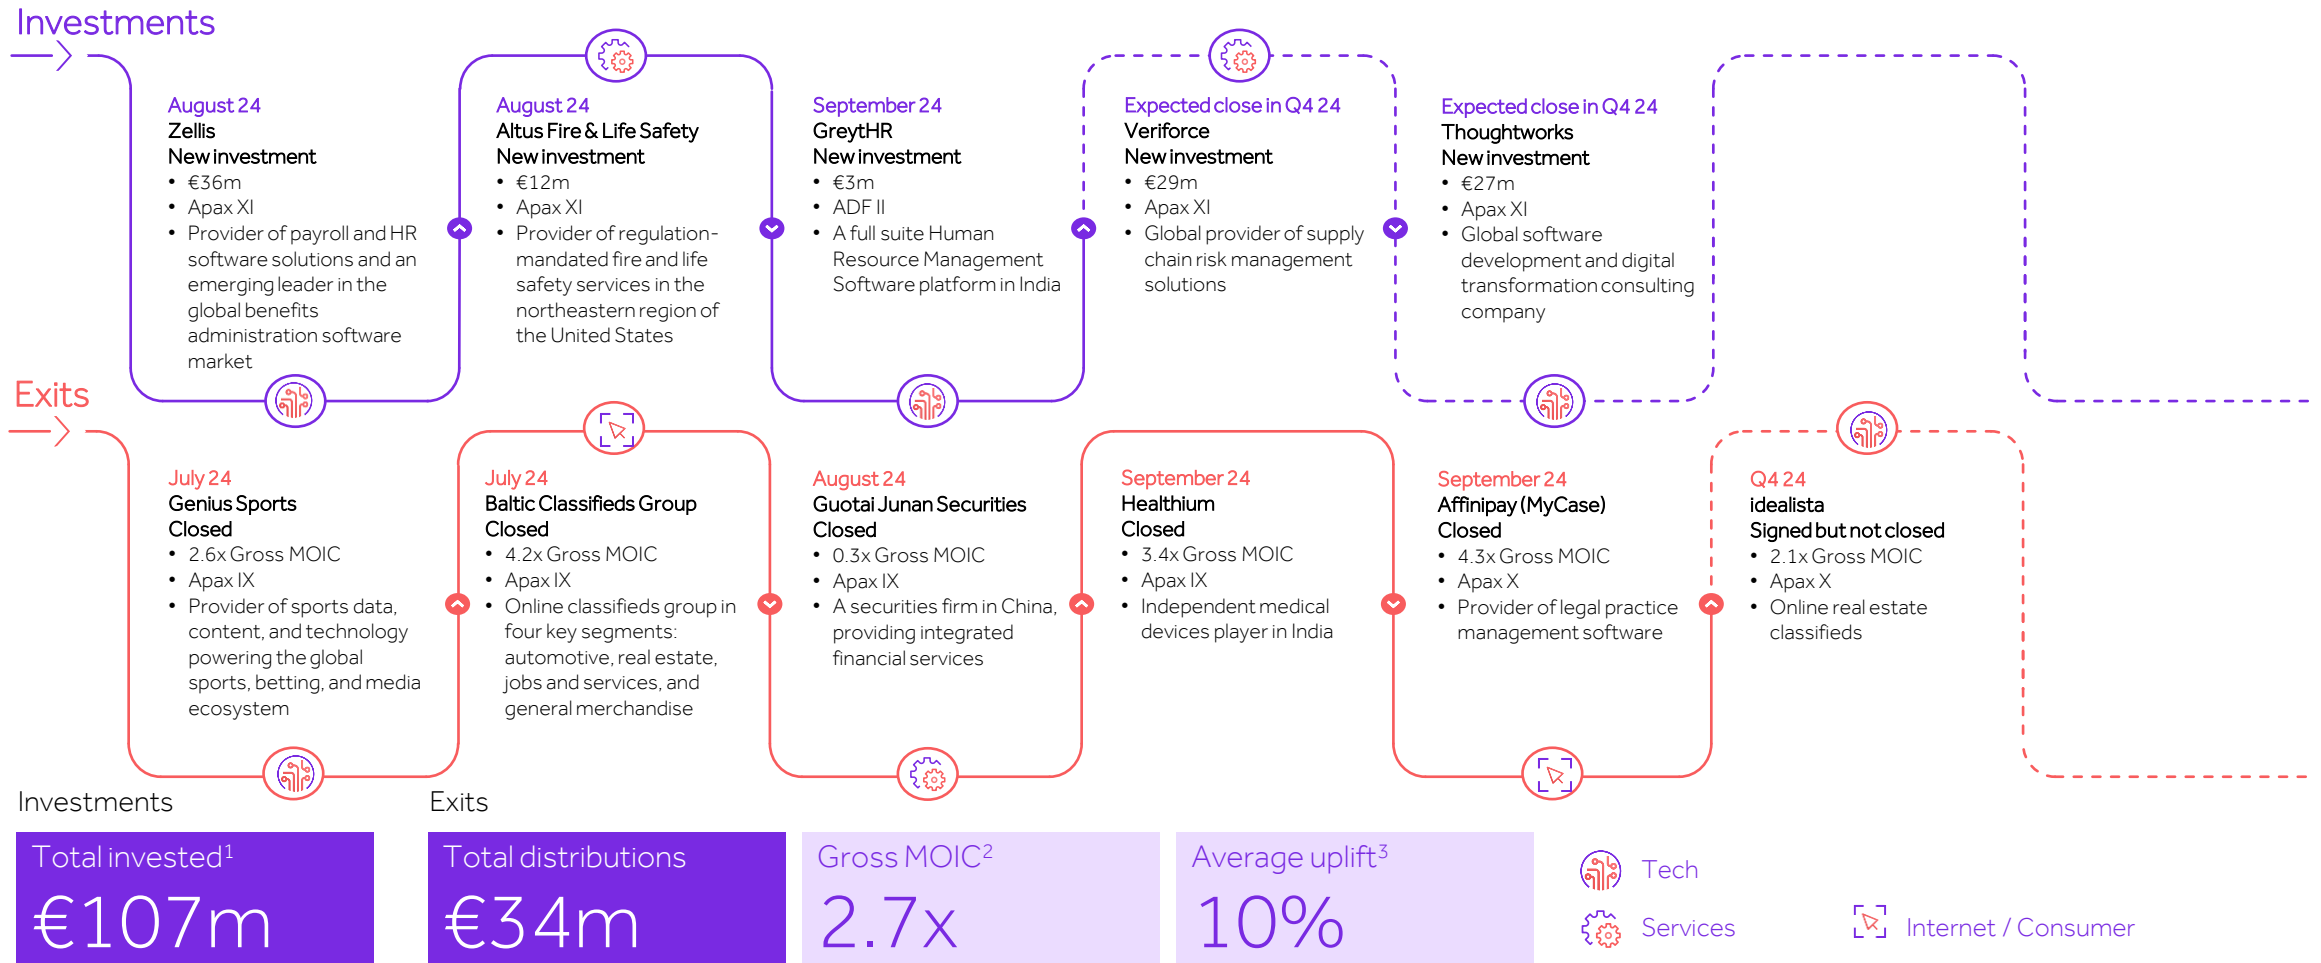 Investments
August 24
Zellis
New investment
• €36m
• Apax XI
• Provider of payroll and HR
software solutions and an
emerging leader in the
global benefits
administration software
market
August 24
Altus Fire & Life Safety
New investment
• €12m
• Apax XI
• Provider of regulation-
mandated fire and life
safety services in the
northeastern region of
the United States
September 24
GreytHR
New investment
• €3m
• ADF II
• A full suite Human
Resource Management
Software platform in India
Expected close in Q4 24
Veriforce
New investment
• €29m
• Apax XI
• Global provider of supply
chain risk management
solutions
Expected close in Q4 24
Thoughtworks
New investment
• €27m
• Apax XI
• Global software
development and digital
transformation consulting
company
Exits
July 24
Genius Sports
Closed
• 2.6x Gross MOIC
• Apax IX
• Provider of sports data,
content, and technology
powering the global
sports, betting, and media
ecosystem
July 24
Baltic Classifieds Group
Closed
• 4.2x Gross MOIC
• Apax IX
• Online classifieds group in
four key segments:
automotive, real estate,
jobs and services, and
general merchandise
August 24
Guotai Junan Securities
Closed
• 0.3x Gross MOIC
• Apax IX
• A securities firm in China,
providing integrated
financial services
September 24
Healthium
Closed
• 3.4x Gross MOIC
• Apax IX
• Independent medical
devices player in India
September 24
Affinipay (MyCase)
Closed
• 4.3x Gross MOIC
• Apax X
• Provider of legal practice
management software
Q4 24
idealista
Signed but not closed
• 2.1x Gross MOIC
• Apax X
• Online real estate
classifieds
Investments
Total invested¹
€107m
Exits
Total distributions
€34m
Gross MOIC²
2.7x
Average uplift³
10%
Tech
Services
Internet / Consumer